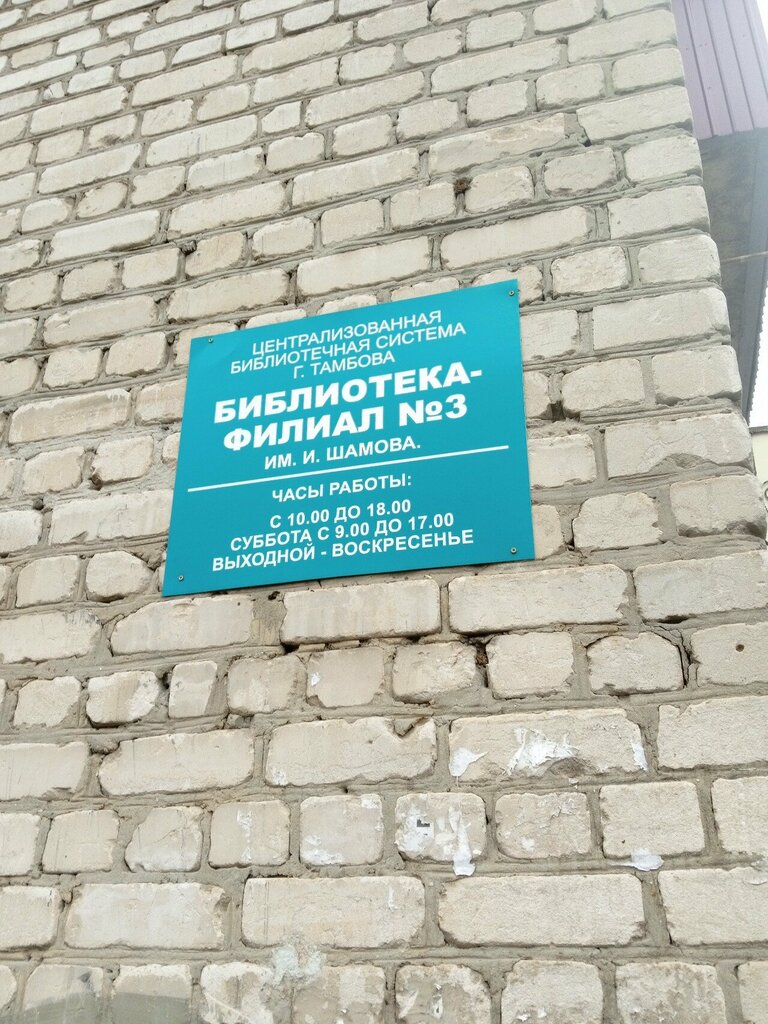 ЦЕНТРАЛИЗОВАННАЯ
БИБЛИОТЕЧНАЯ СИСТЕМА
Г. ТАМБОВА
БИБЛИОТЕКА-
ФИЛИАЛ №3
ИМ. И. ШАМОВА.
ЧАСЫ РАБОТЫ:
С 10.00 ДО 18.00
СУББОТА С 9.00 ДО 17.00
ВЫХОДНОЙ - ВОСКРЕСЕНЬЕ